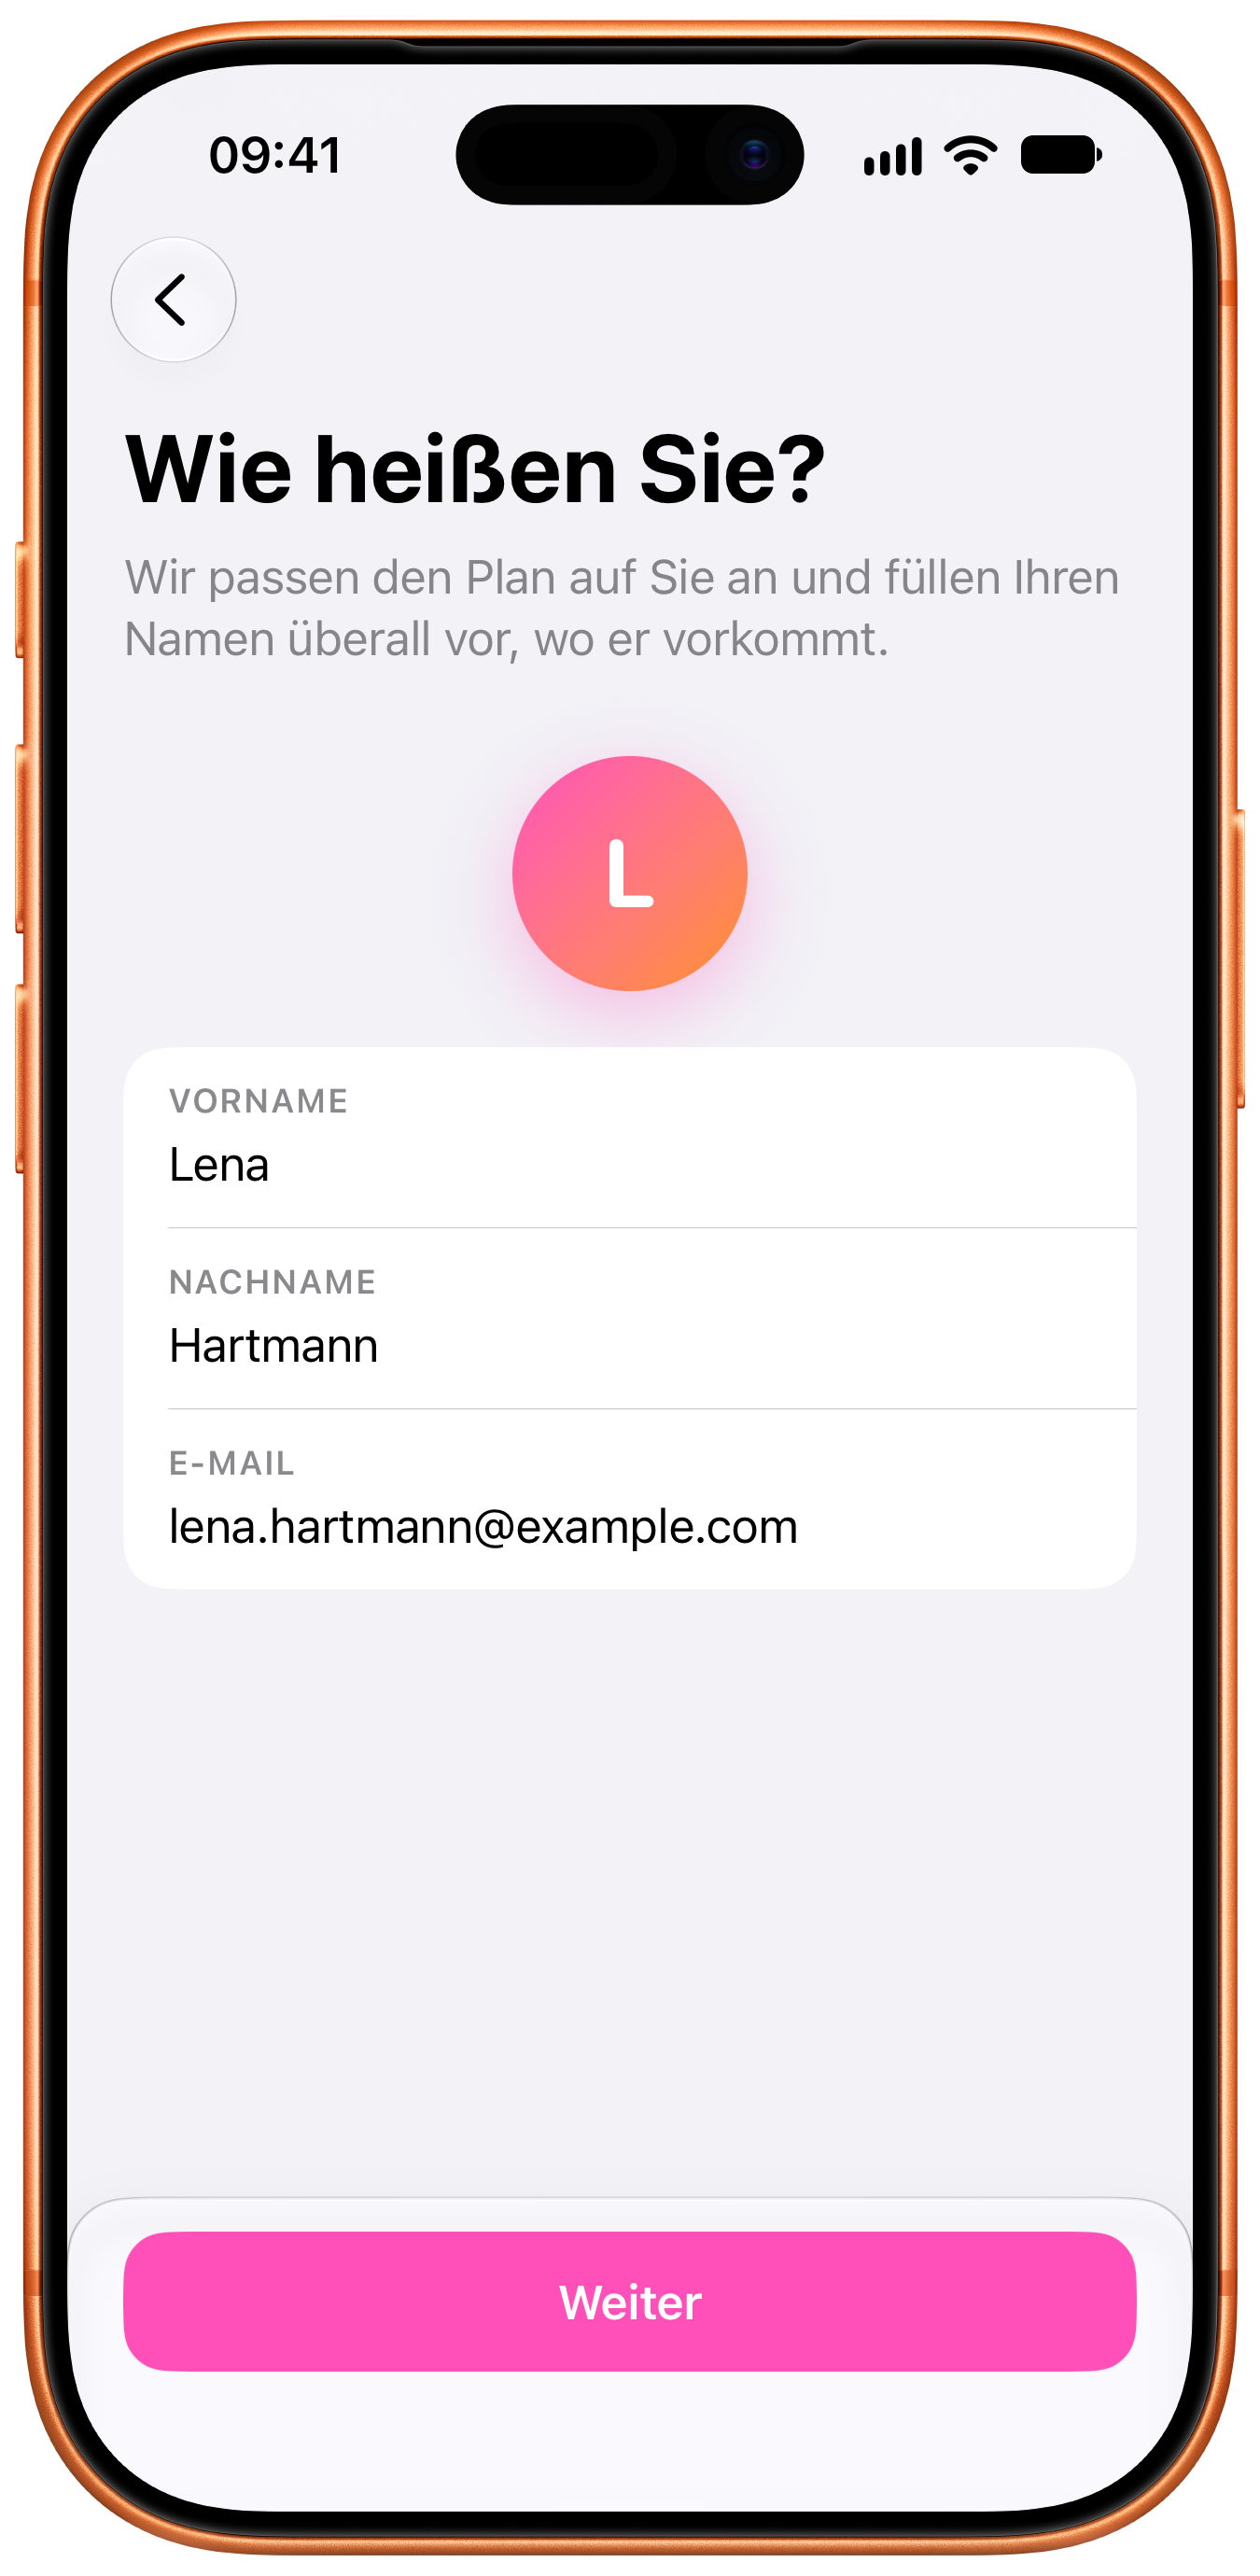 09:41
Wie heißen Sie?
Wir passen den Plan auf Sie an und füllen Ihren
Namen überall vor, wo er vorkommt.
L
VORNAME
Lena
NACHNAME
Hartmann
E-MAIL
lena.hartmann@example.com
Weiter